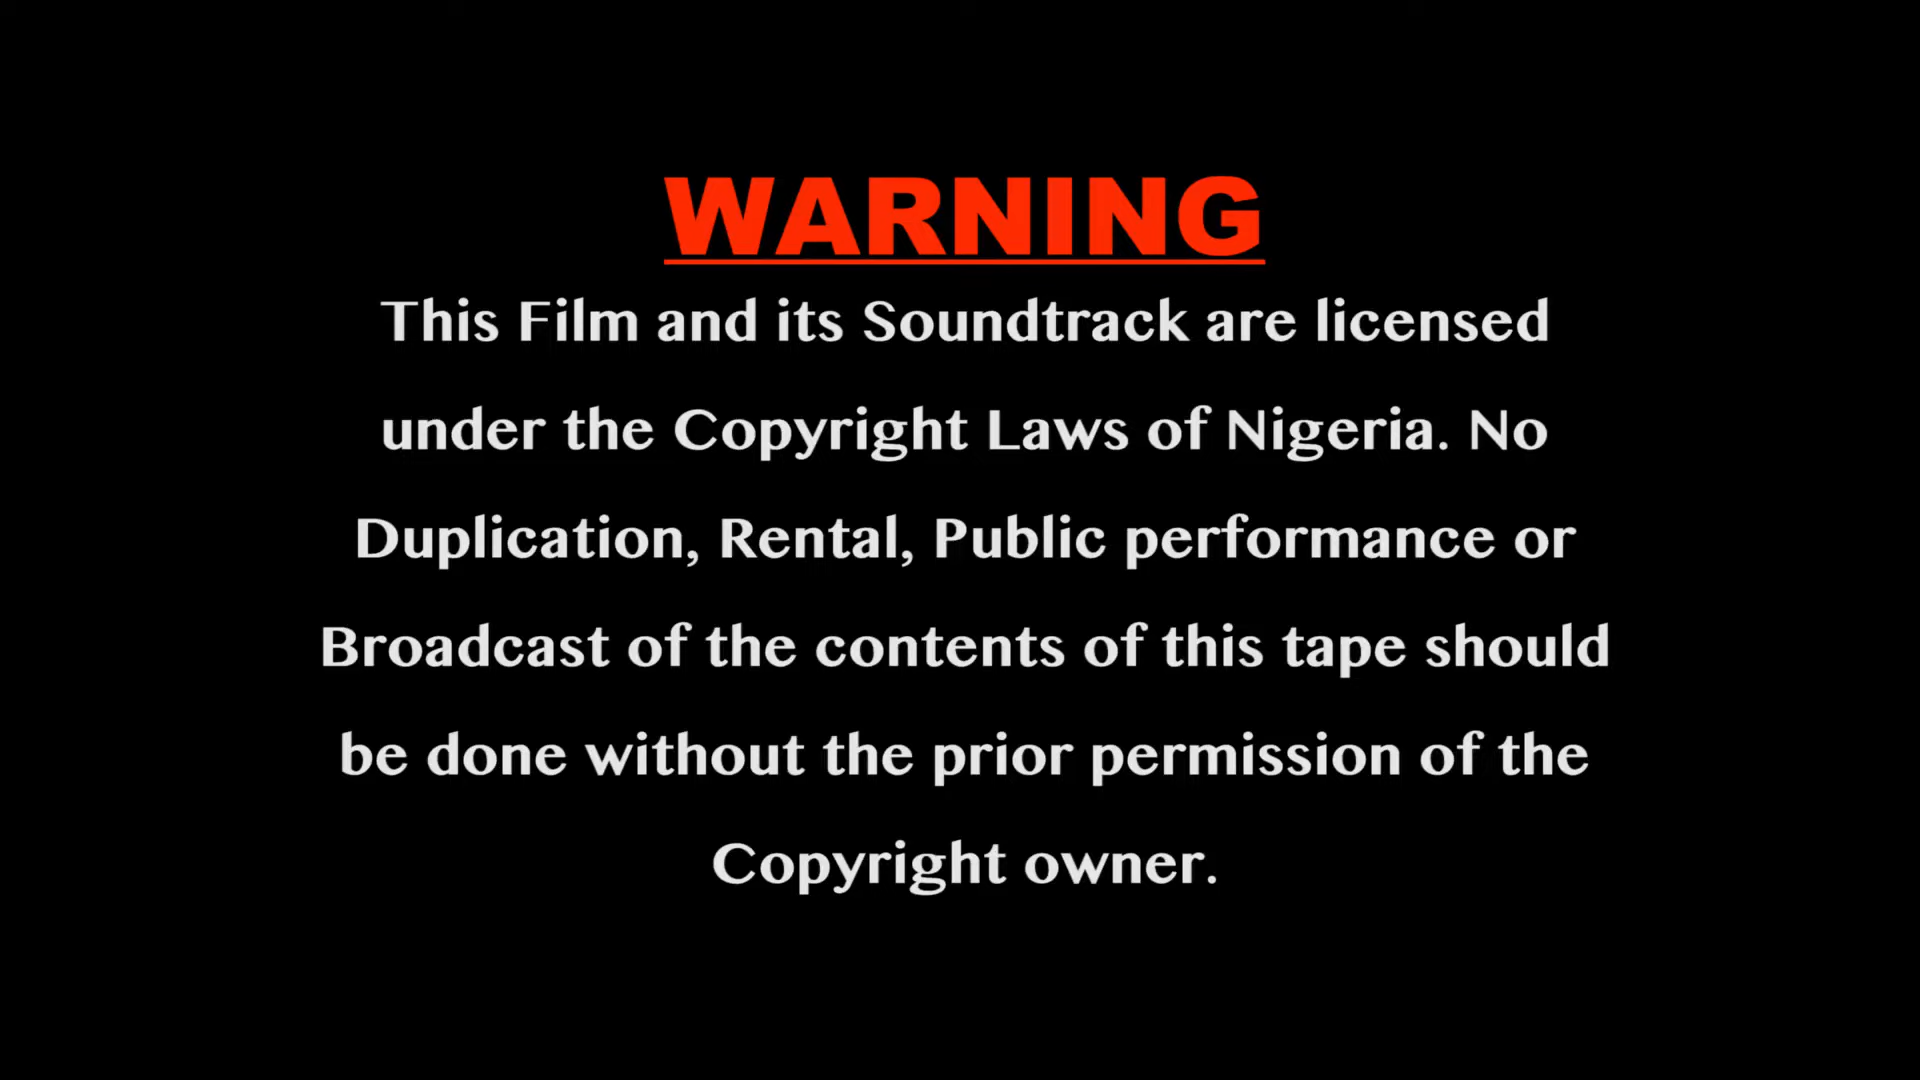 WARNING
This Film and its Soundtrack are licensed
under the Copyright Laws of Nigeria. No
Duplication, Rental, Public performance or
Broadcast of the contents of this tape should
be done without the prior permission of the
Copyright owner.